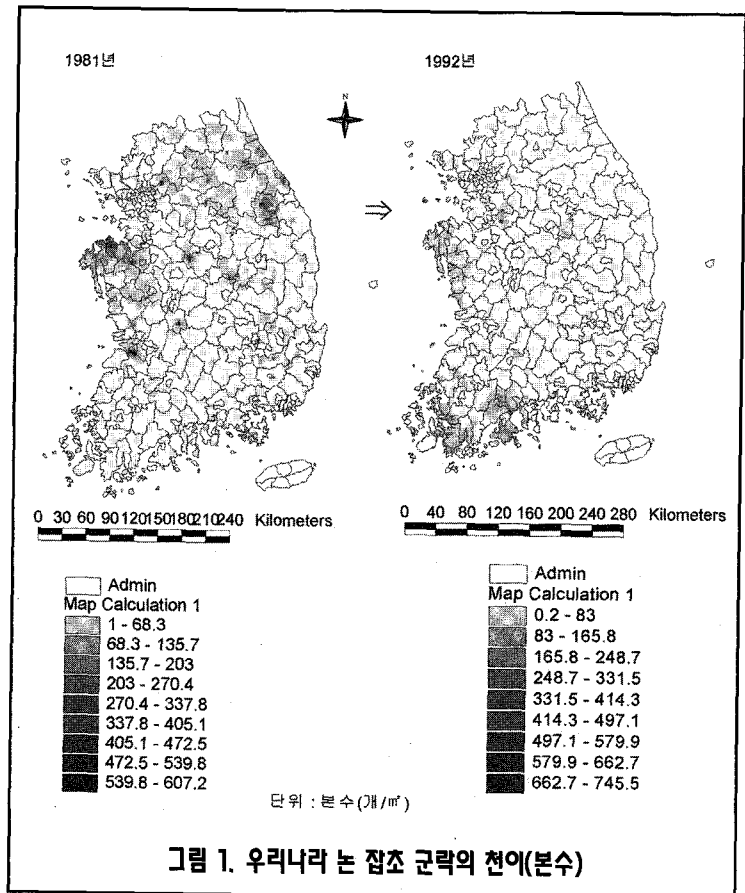 1981년
1992년
N
⇒
0 30 60 90 120150180210240 Kilometers
0 40 80 120 160 200 240 280 Kilometers
Admin
Map Calculation 1
1 - 68.3
68.3 - 135.7
135.7 - 203
203 - 270.4
270.4 - 337.8
337.8 - 405.1
405.1 - 472.5
472.5 - 539.8
539.8 - 607.2
Admin
Map Calculation 1
0.2 - 83
83 - 165.8
165.8 - 248.7
248.7 - 331.5
331.5 - 414.3
414.3 - 497.1
497.1 - 579.9
579.9 - 662.7
662.7 - 745.5
단위 : 본수(개/㎡)
그림 1. 우리나라 논 잡초 군락의 천이(본수)